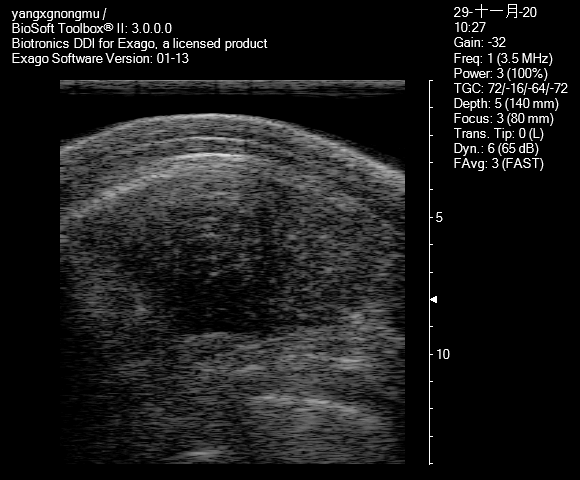 yangxgnongmu /
BioSoft Toolbox® II: 3.0.0.0
Biotronics DDI for Exago, a licensed product
Exago Software Version: 01-13
29-十一月-20
10:27
Gain: -32
Freq: 1 (3.5 MHz)
Power: 3 (100%)
TGC: 72/-16/-64/-72
Depth: 5 (140 mm)
Focus: 3 (80 mm)
Trans. Tip: 0 (L)
Dyn.: 6 (65 dB)
FAvg: 3 (FAST)
5
10